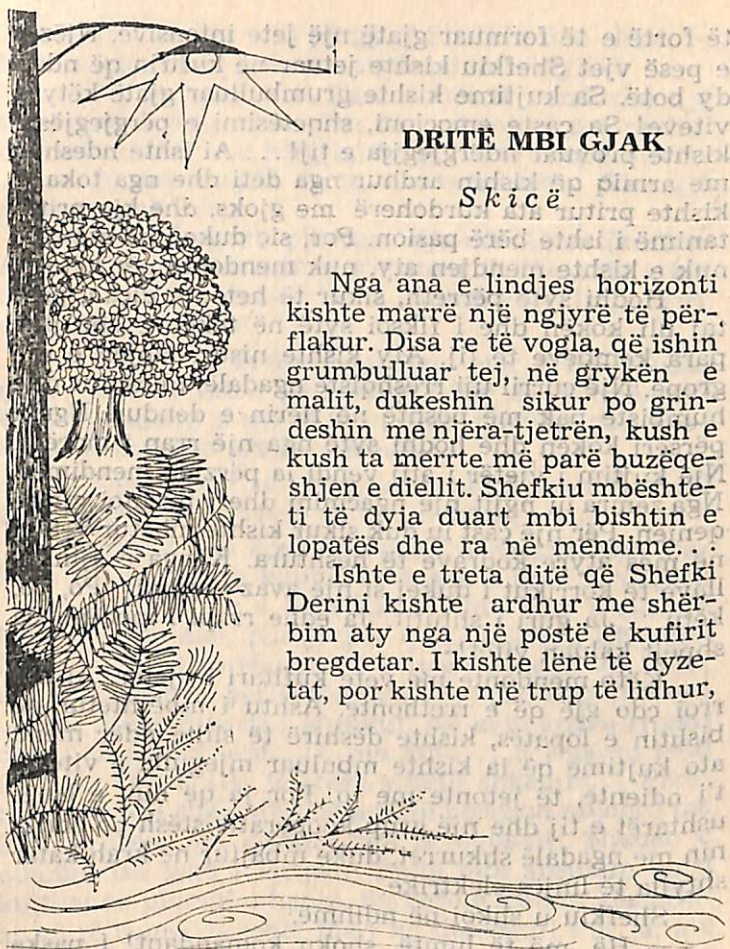 DRITË MBI GJAK
Skicë
Nga ana e lindjes horizonti
kishte marrë një ngjyrë të për-
flakur. Disa re të vogla, që ishin
grumbulluar tej, në grykën e
malit, dukeshin sikur po grin-
deshin me njëra-tjetrën, kush e
kush ta merrte më parë buzëqe-
shjen e diellit. Shefkiu mbështe-
ti të dyja duart mbi bishtin e
lopatës dhe ra në mendime...
Ishte e treta ditë që Shefki
Derini kishte ardhur me shër-
bim aty nga një postë e kufirit
bregdetar. I kishte lënë të dyze-
tat, por kishte një trup të lidhur,